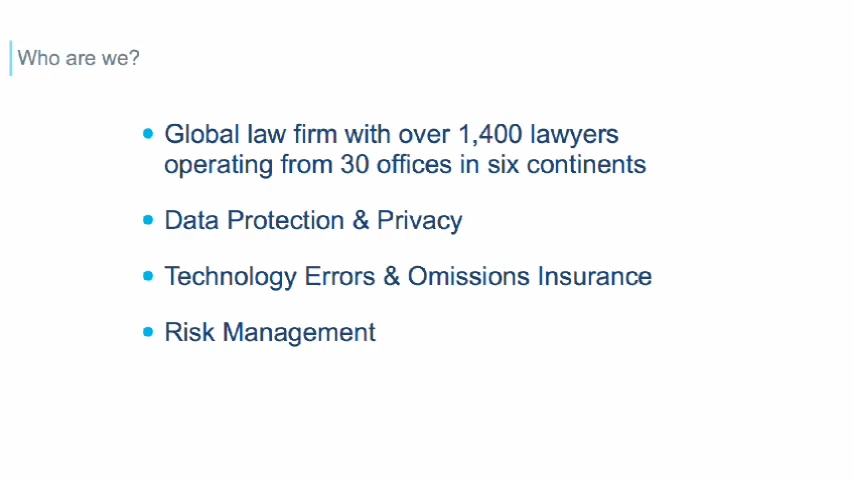 Who are we?
Global law firm with over 1,400 lawyers
operating from 30 offices in six continents
Data Protection & Privacy
Technology Errors & Omissions Insurance
Risk Management